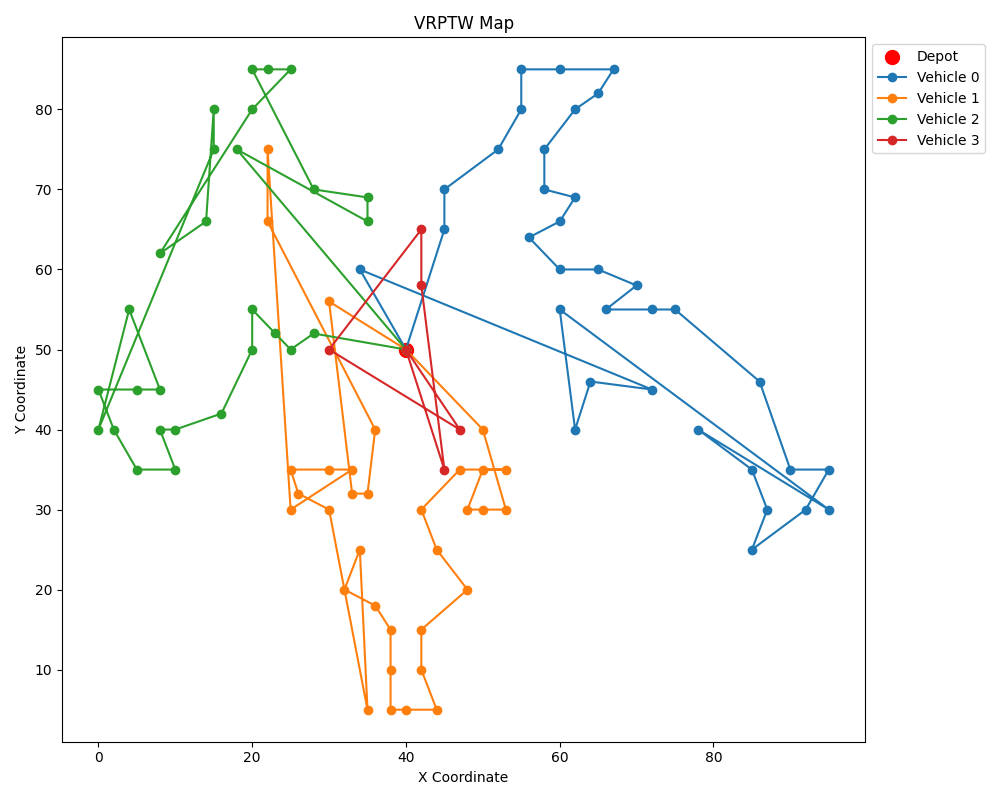 VRPTW Map
Depot
Vehicle 0
Vehicle 1
Vehicle 2
Vehicle 3
Y Coordinate
80
70
60
50
40
30
20
10
0
20
40
60
80
X Coordinate